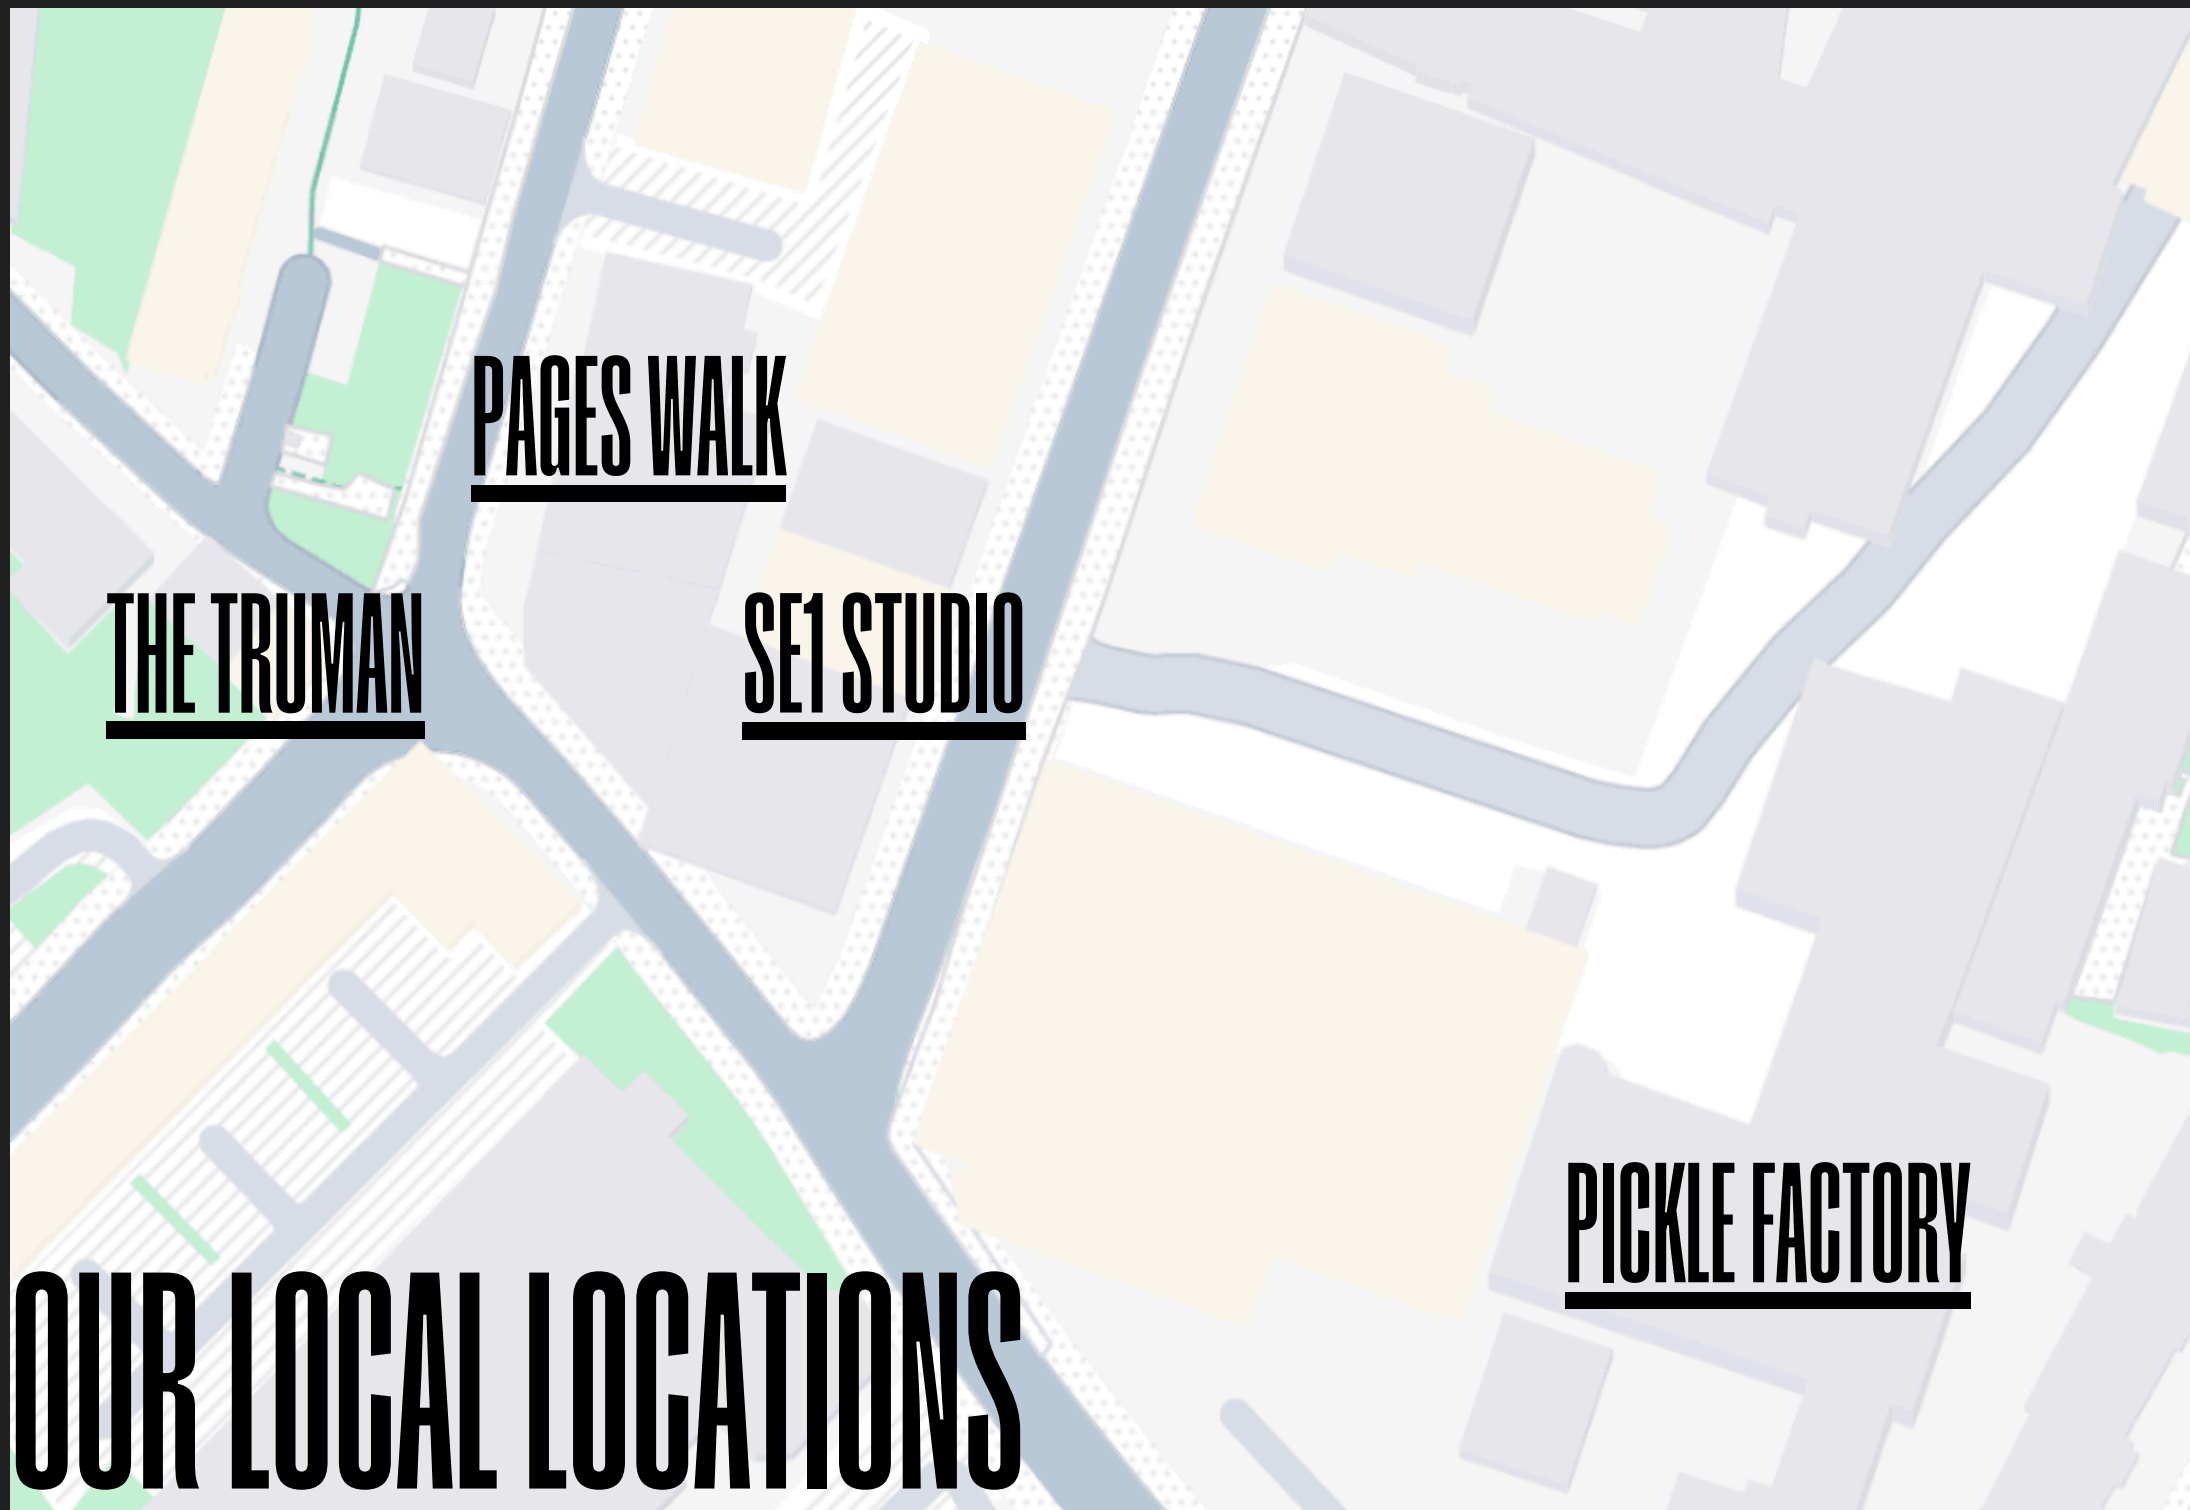 PAGES WALK
THE TRUMAN
SE1 STUDIO
PICKLE FACTORY
OUR LOCAL LOCATIONS